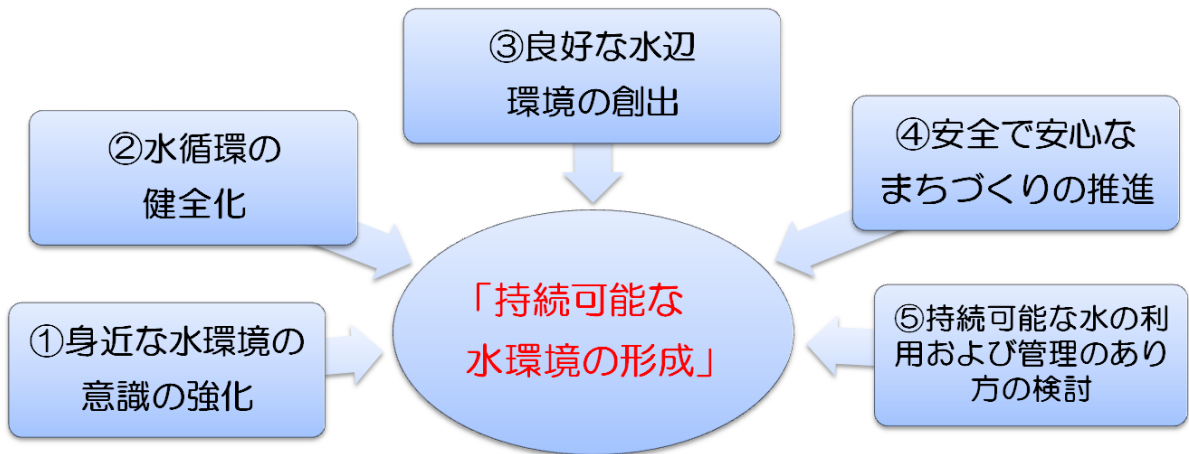 ③良好な水辺
環境の創出
②水循環の
健全化
④安全で安心な
まちづくりの推進
①身近な水環境の
意識の強化
「持続可能な
水環境の形成」
⑤持続可能な水の利
用および管理のあり
方の検討